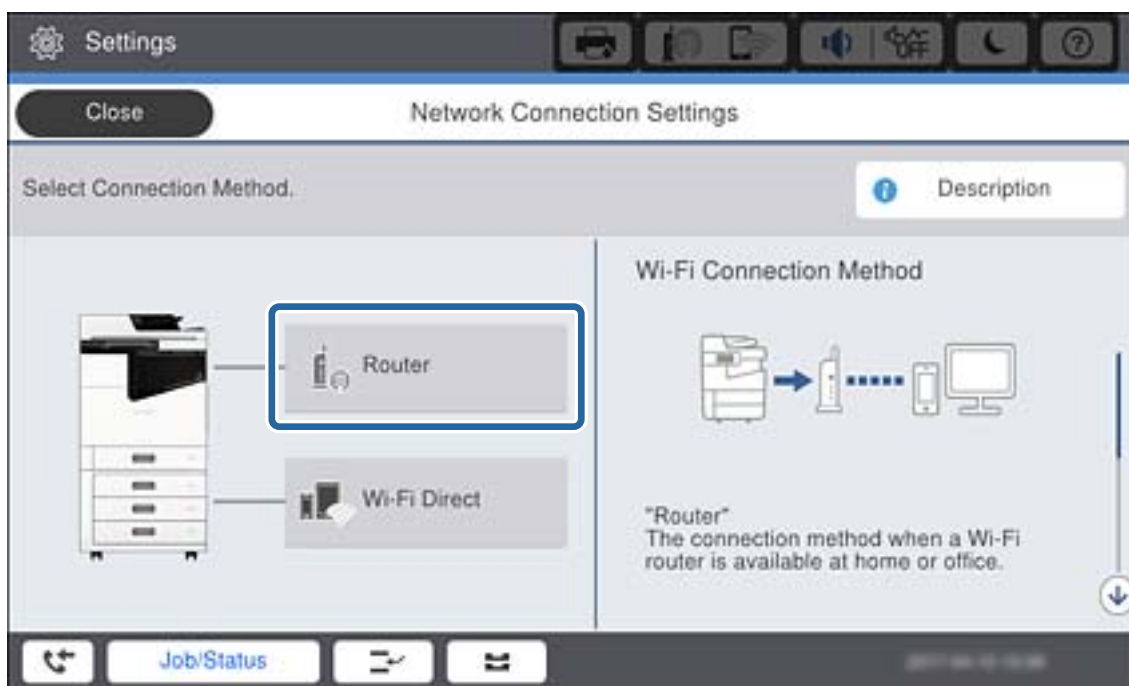 Settings
OFF
?
Close
Network Connection Settings
Select Connection Method.
i Description
Wi-Fi Connection Method
Router
Wi-Fi Direct
"Router"
The connection method when a Wi-Fi
router is available at home or office.
Job/Status